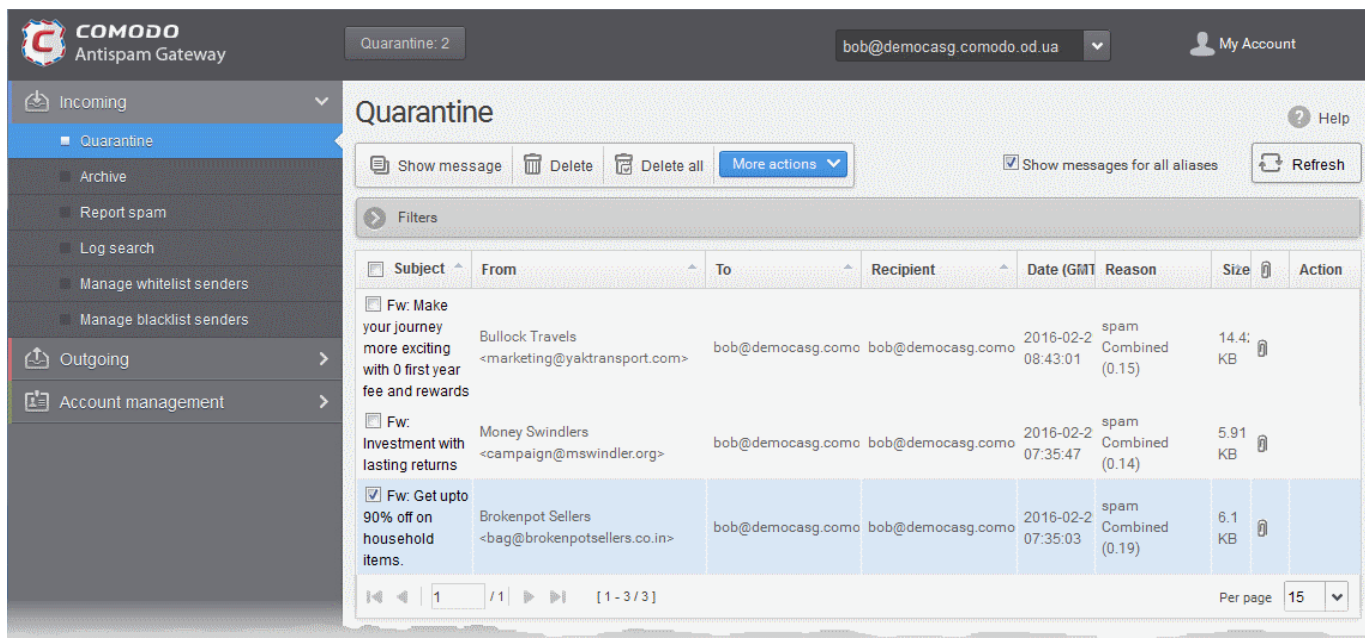 COMODO
Antispam Gateway
Quarantine: 2
bob@democasg.comodo.od.ua
My Account
Incoming
Quarantine
Archive
Report spam
Log search
Manage whitelist senders
Manage blacklist senders
Outgoing
Account management
Quarantine
Help
Show message Delete Delete all More actions Show messages for all aliases Refresh
Filters
Subject From To Recipient Date (GMT Reason Size Action
Fw: Make
your journey
more exciting
with 0 first year
fee and rewards
Bullock Travels
<marketing@yaktransport.com>
bob@democasg.como
bob@democasg.como
2016-02-2
08:43:01
spam
Combined
(0.15)
14.4
KB
Fw:
Investment with
lasting returns
Money Swindlers
<campaign@mswindler.org>
bob@democasg.como
bob@democasg.como
2016-02-2
07:35:47
spam
Combined
(0.14)
5.91
KB
Fw: Get upto
90% off on
household
items.
Brokenpot Sellers
<bag@brokenpotsellers.co.in>
bob@democasg.como
bob@democasg.como
2016-02-2
07:35:03
spam
Combined
(0.19)
6.1
KB
1 / 1 [ 1 - 3 / 3 ] Per page 15